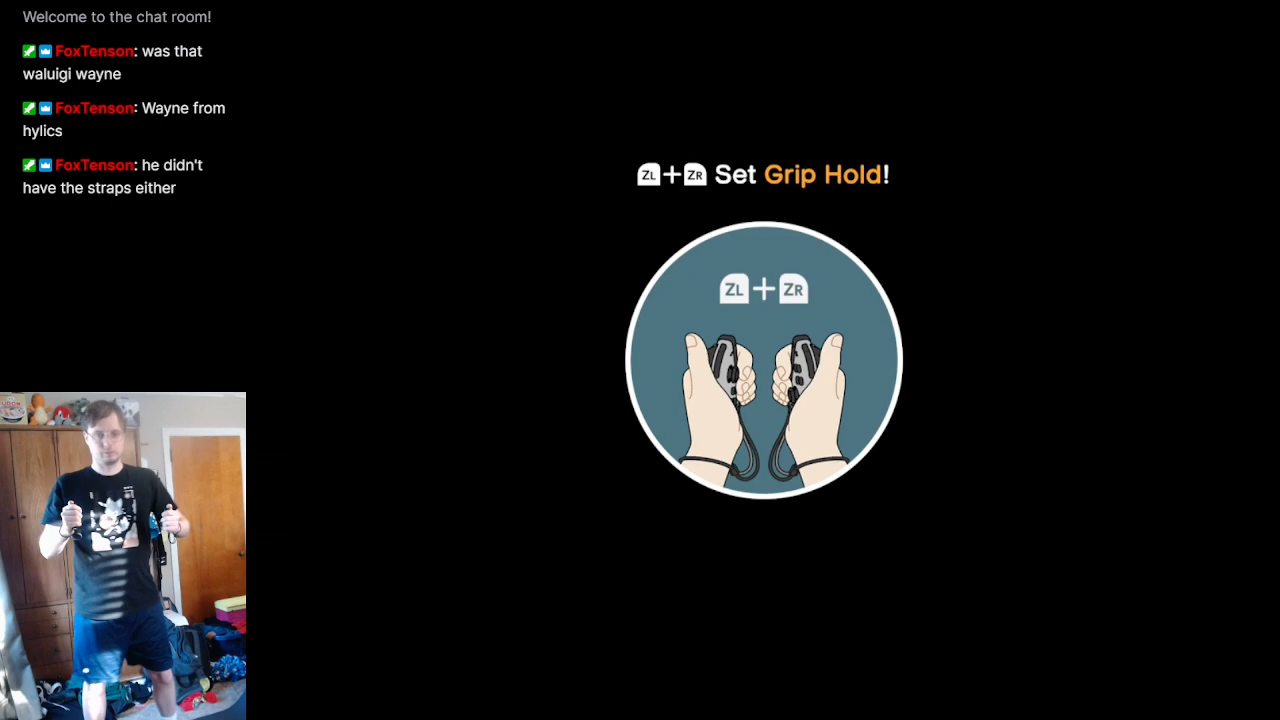 Welcome to the chat room!
FoxTenson: was that
waluigi wayne
FoxTenson: Wayne from
hylics
FoxTenson: he didn't
have the straps either
ZL+ZR Set Grip Hold!
ZL+ZR
UDON